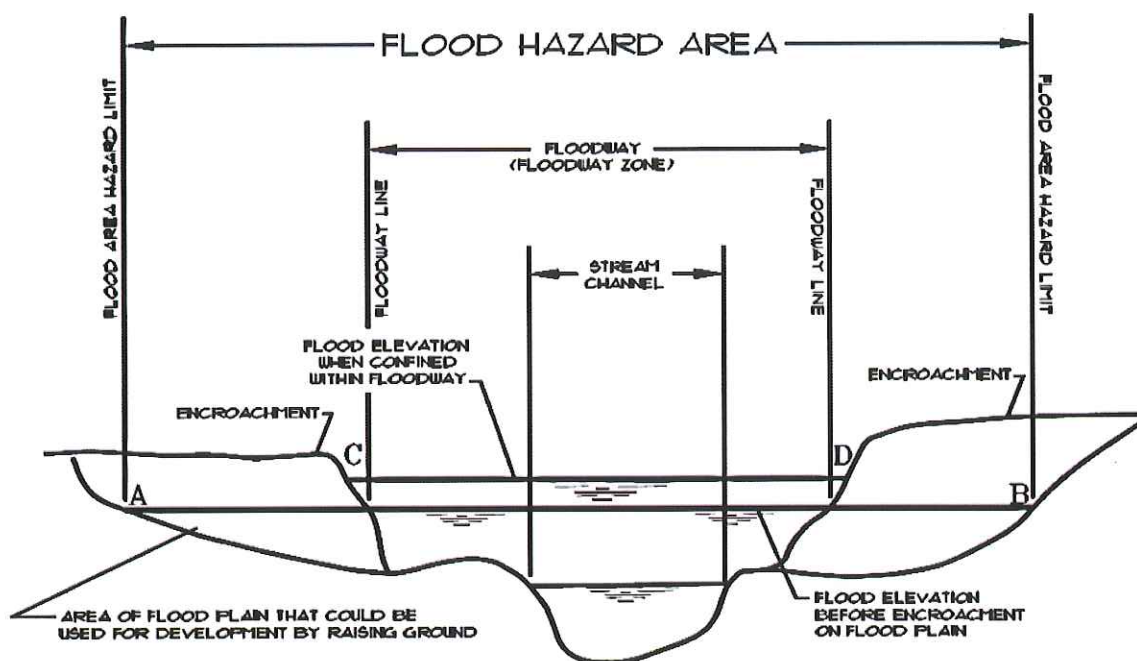 FLOOD HAZARD AREA
FLOOD AREA HAZARD LIMIT
FLOODWAY
(FLOODWAY ZONE)
FLOODWAY LINE
FLOODWAY LINE
FLOOD AREA HAZARD LIMIT
STREAM
CHANNEL
FLOOD ELEVATION
WHEN CONFINED
WITHIN FLOODWAY
ENCROACHMENT
ENCROACHMENT
C
D
A
B
AREA OF FLOOD PLAIN THAT COULD BE
USED FOR DEVELOPMENT BY RAISING GROUND
FLOOD ELEVATION
BEFORE ENCROACHMENT
ON FLOOD PLAIN